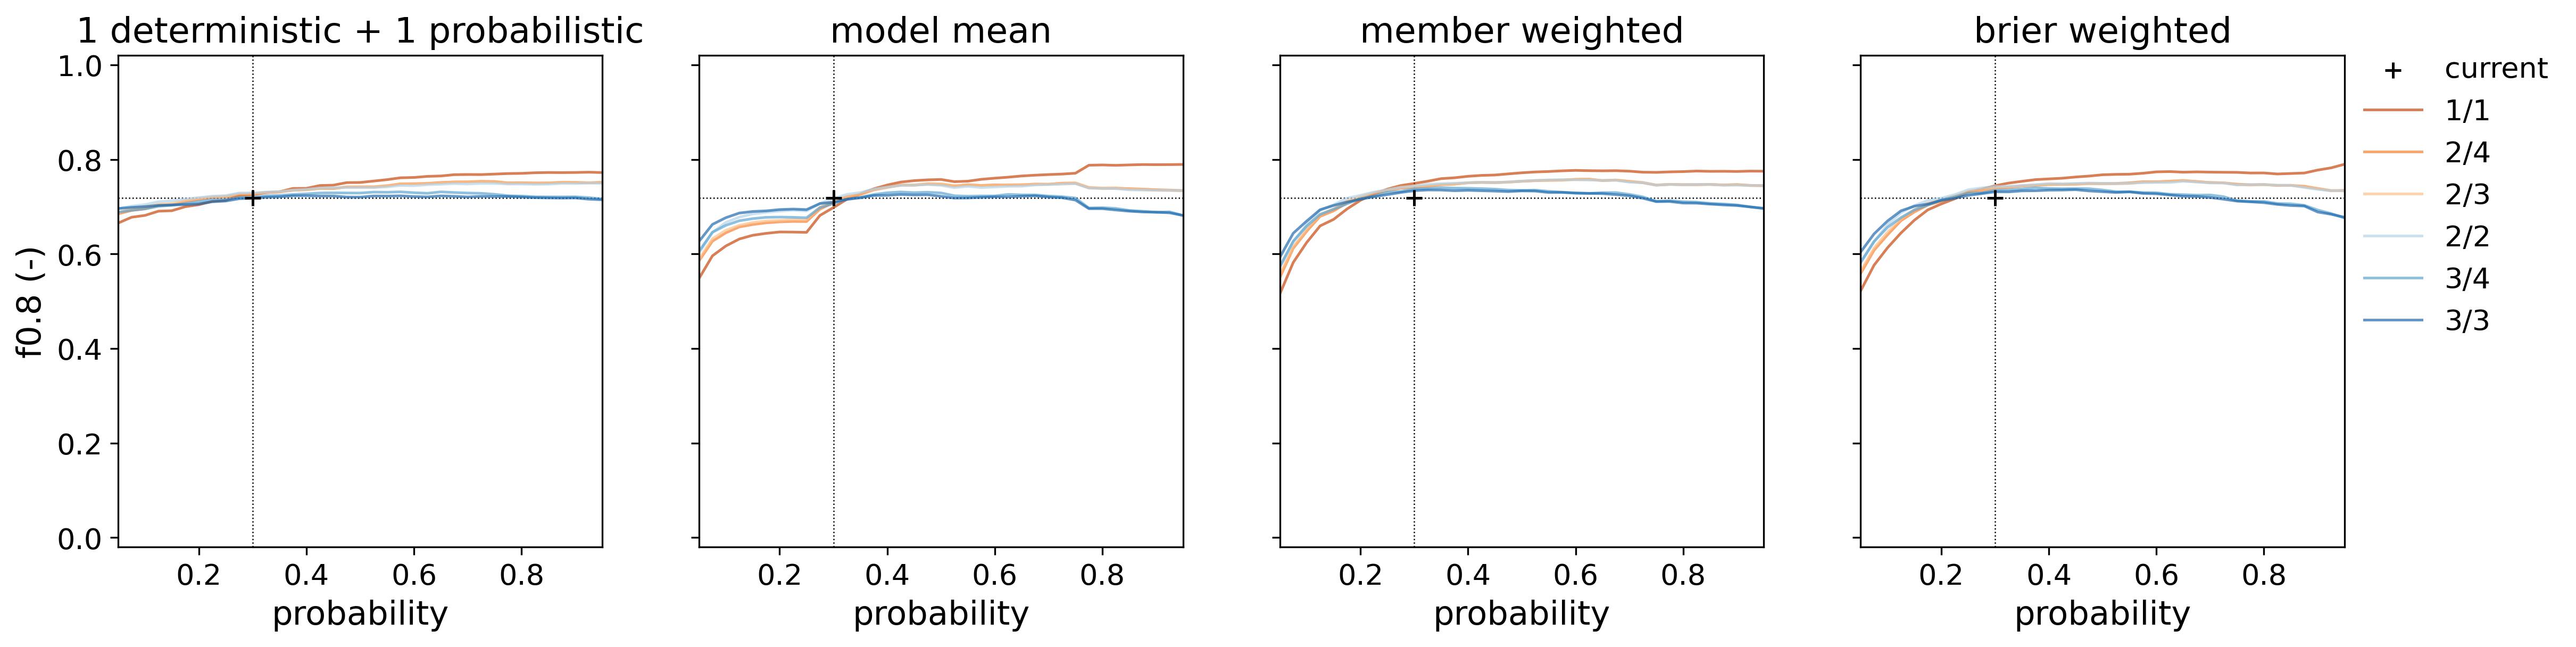 1 deterministic + 1 probabilistic
model mean
member weighted
brier weighted
f0.8 (-)
1.0
0.8
0.6
0.4
0.2
0.0
0.2 0.4 0.6 0.8
0.2 0.4 0.6 0.8
0.2 0.4 0.6 0.8
0.2 0.4 0.6 0.8
probability
probability
probability
probability
current
1/1
2/4
2/3
2/2
3/4
3/3